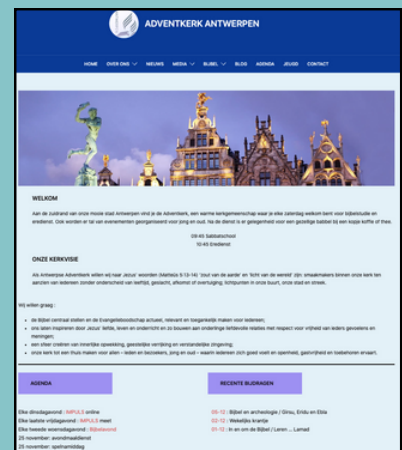 ADVENTKERK ANTWERPEN
HOME OVER ONS NIEUWS MEDIA BIJBEL BLOG AGENDA JEUGD CONTACT
WELKOM
Aan de zuidrand van onze mooie stad Antwerpen vind je de Adventkerk, een warme kerkgemeenschap waar je elke zaterdag welkom bent voor bijbelstudie en
eredienst. Ook worden er tal van evenementen georganiseerd voor jong en oud. Na de dienst is er gelegenheid voor een gezellige babbel bij een kopje koffie of thee.
09:45 Sabbatschool
10:45 Eredienst
ONZE KERKVISIE
Als Antwerpse Adventkerk willen wij naar Jezus' woorden (Matteüs 5:13-14) 'zout van de aarde' en 'licht van de wereld' zijn: smaakmakers binnen onze kerk ten
aanzien van iedereen zonder onderscheid van leeftijd, geslacht, afkomst of overtuiging; lichtpunten in onze buurt, onze stad en streek.
Wij willen graag :
de Bijbel centraal stellen en de Evangelieboodschap actueel, relevant en toegankelijk maken voor iedereen;
ons laten inspireren door Jezus' liefde, leven en onderricht en zo bouwen aan onderlinge liefdevolle relaties met respect voor vrijheid van ieders gevoelens en
meningen;
een sfeer creëren van innerlijke opwekking, geestelijke verrijking en verstandelijke zingeving;
onze kerk tot een thuis maken voor allen – leden en bezoekers, jong en oud – waarin iedereen zich goed voelt en openheid, gastvrijheid en toebehoren ervaart.
AGENDA
Elke dinsdagavond : IMPULS online
Elke laatste vrijdagavond : IMPULS meet
Elke tweede woensdagavond : Bijbelavond
25 november: avondmaaldienst
25 november: spelnamiddag
RECENTE BIJDRAGEN
05-12 : Bijbel en archeologie / Girsu, Eridu en Ebla
02-12 : Wekelijks krantje
01-12 : In en om de Bijbel / Leren ... Lamad